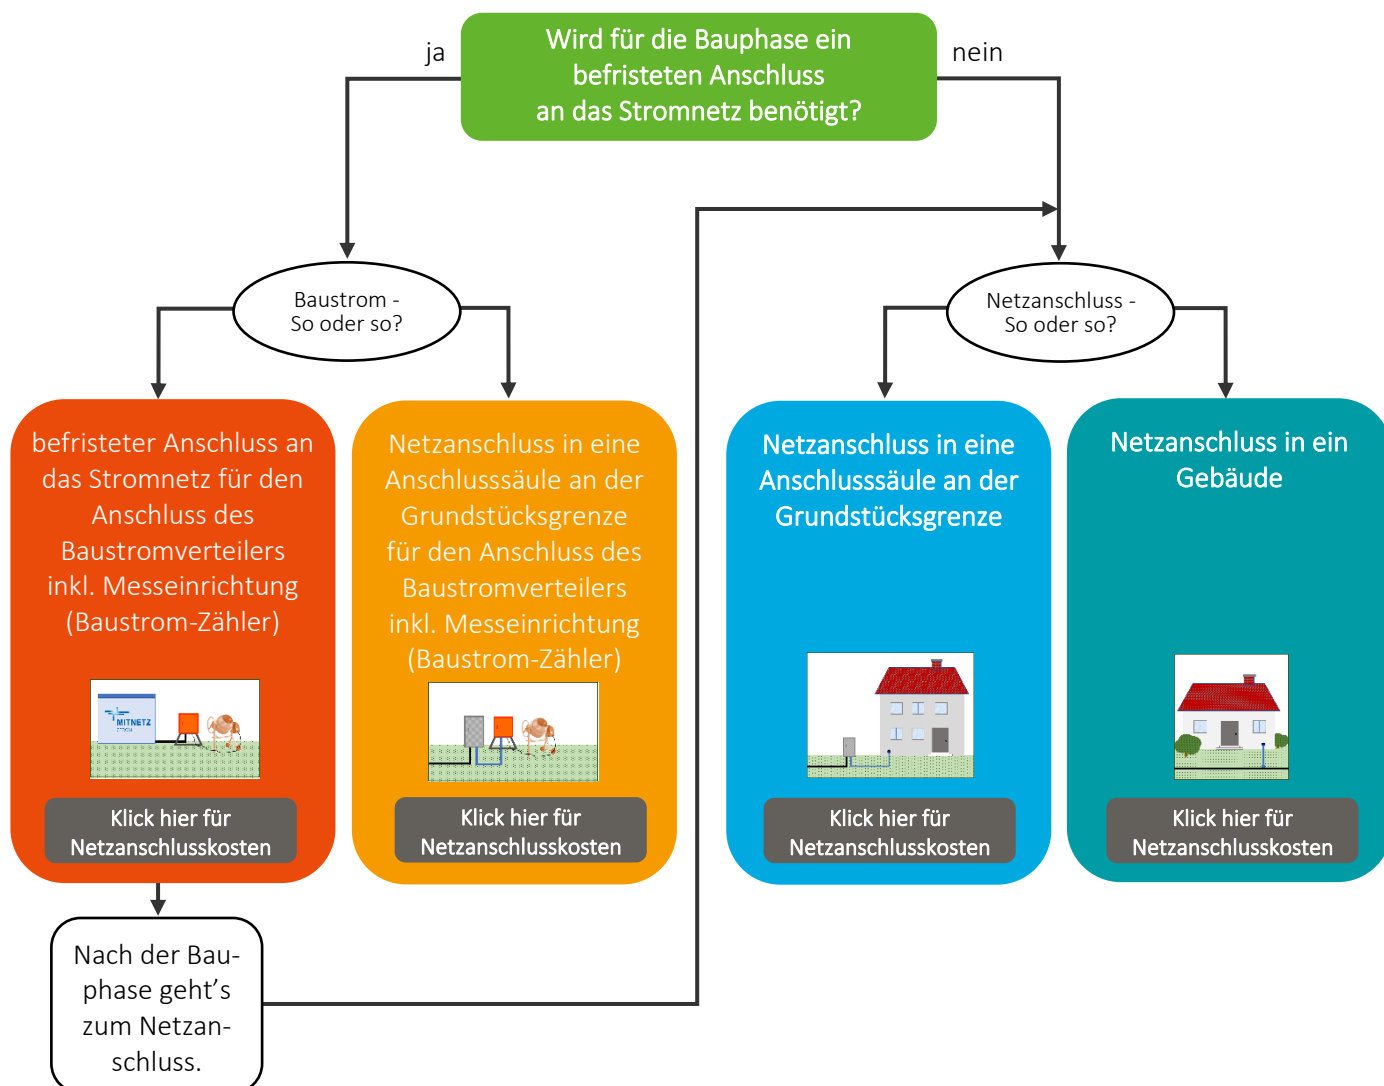 Wird für die Bauphase ein
befristeten Anschluss
an das Stromnetz benötigt?
ja
nein
Baustrom -
So oder so?
Netzanschluss -
So oder so?
befristeter Anschluss an
das Stromnetz für den
Anschluss des
Baustromverteilers
inkl. Messeinrichtung
(Baustrom-Zähler)
MITNETZ
STROM
Klick hier für
Netzanschlusskosten
Netzanschluss in eine
Anschlusssäule an der
Grundstücksgrenze
für den Anschluss des
Baustromverteilers
inkl. Messeinrichtung
(Baustrom-Zähler)
Klick hier für
Netzanschlusskosten
Netzanschluss in eine
Anschlusssäule an der
Grundstücksgrenze
Klick hier für
Netzanschlusskosten
Netzanschluss in ein
Gebäude
Klick hier für
Netzanschlusskosten
Nach der Bau-
phase geht’s
zum Netzan-
schluss.